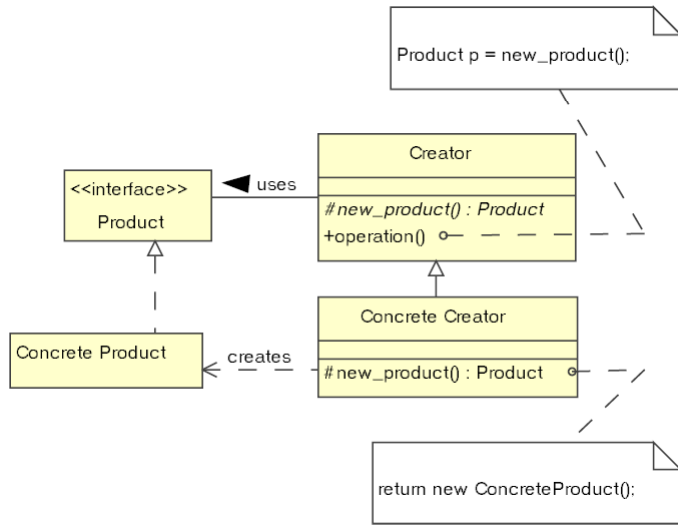 Product p = new_product();
Creator
<<interface>>
Product
uses
#new_product() : Product
+operation()
Concrete Creator
Concrete Product
creates
#new_product() : Product
return new ConcreteProduct();